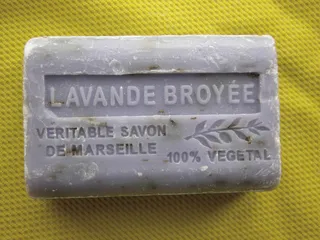 LAVANDE BROYÉE
VERITABLE SAVON
DE MARSEILLE
100% VEGETAL